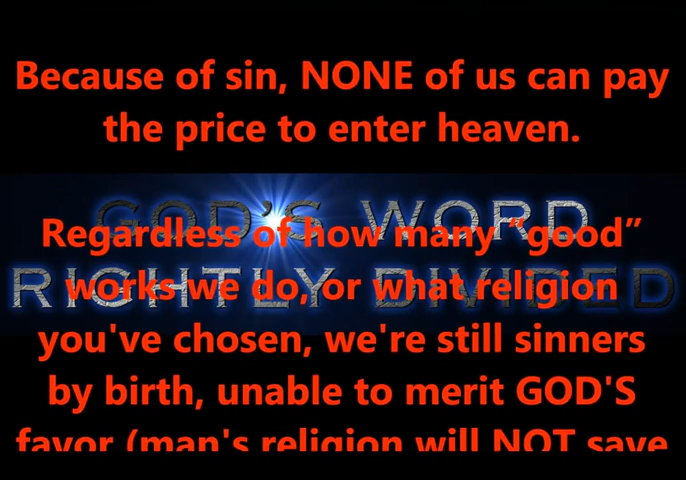 Because of sin, NONE of us can pay
the price to enter heaven.
GOD'S WORD
Regardless of how many “good”
RIGHTLY DIVIDED
works we do, or what religion
you've chosen, we're still sinners
by birth, unable to merit GOD'S
favor (man's religion will NOT save